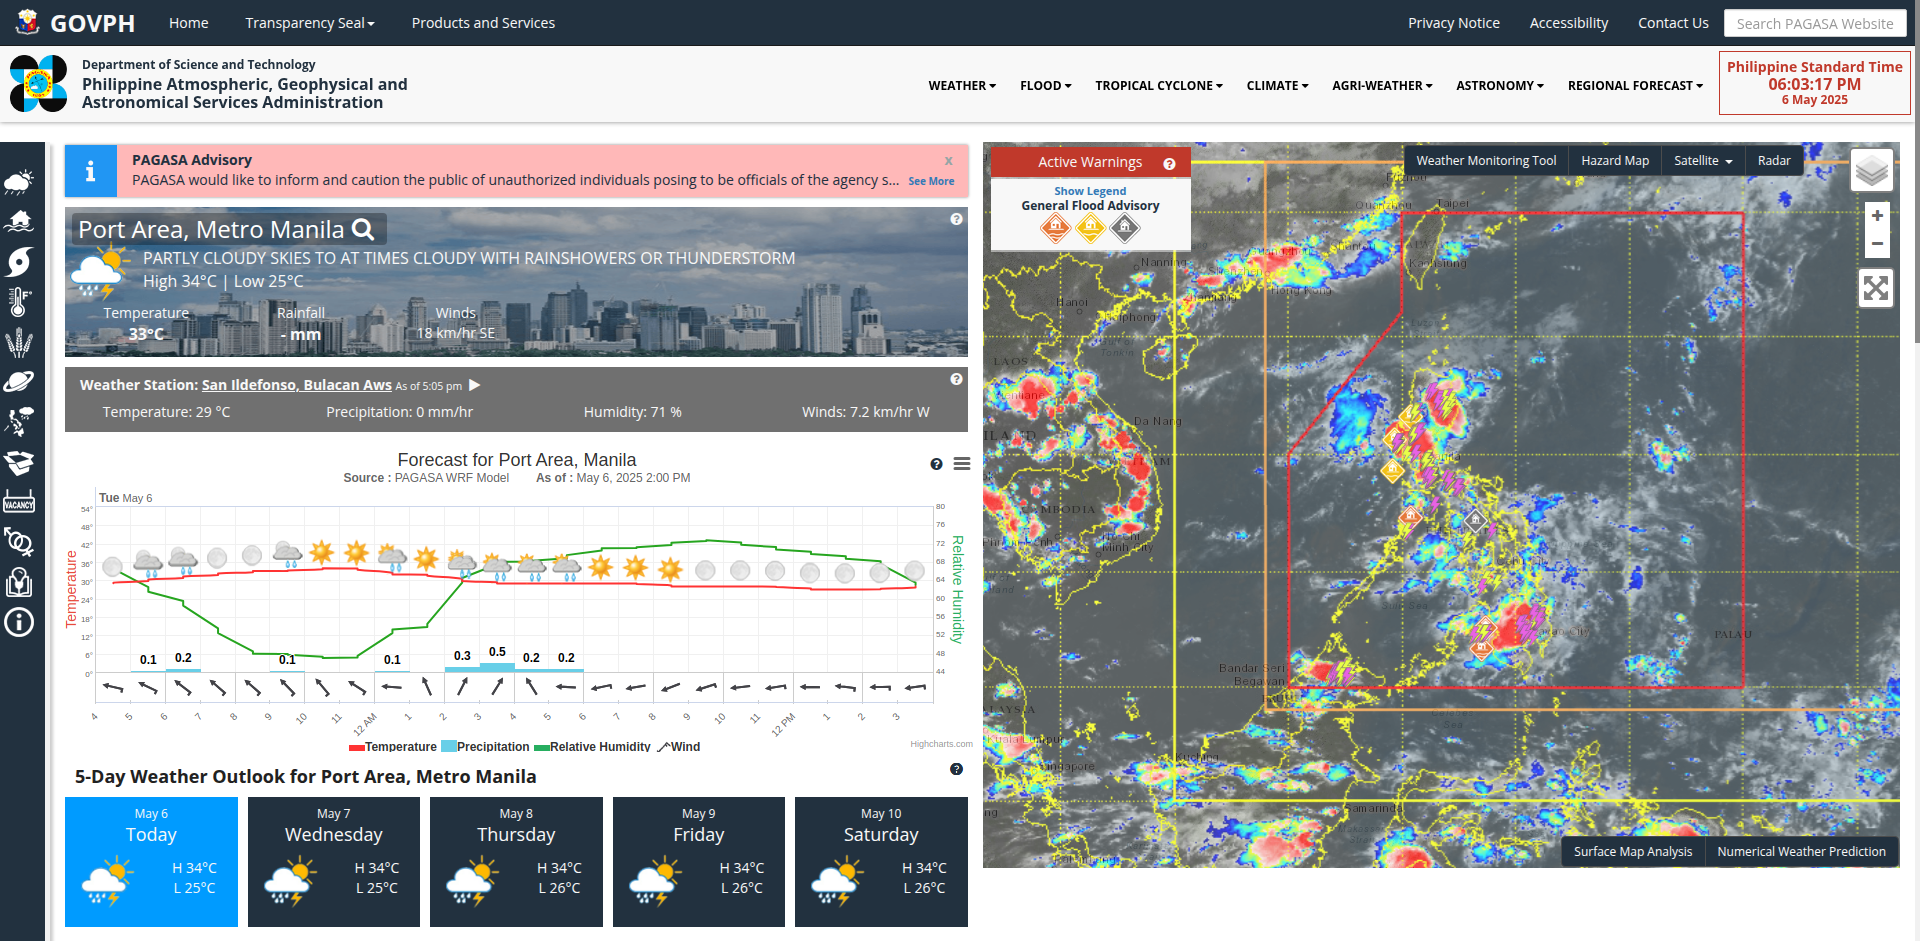 GOVPH
Home
Transparency Seal
Products and Services
Privacy Notice
Accessibility
Contact Us
Search PAGASA Website
Department of Science and Technology
Philippine Atmospheric, Geophysical and
Astronomical Services Administration
WEATHER
FLOOD
TROPICAL CYCLONE
CLIMATE
AGRI-WEATHER
ASTRONOMY
REGIONAL FORECAST
Philippine Standard Time
06:03:17 PM
6 May 2025
PAGASA Advisory
x
PAGASA would like to inform and caution the public of unauthorized individuals posing to be officials of the agency s... See More
Port Area, Metro Manila
PARTLY CLOUDY SKIES TO AT TIMES CLOUDY WITH RAINSHOWERS OR THUNDERSTORM
High 34°C | Low 25°C
Temperature
33°C
Rainfall
- mm
Winds
18 km/hr SE
Weather Station: San Ildefonso, Bulacan Aws As of 5:05 pm
Temperature: 29 °C
Precipitation: 0 mm/hr
Humidity: 71 %
Winds: 7.2 km/hr W
Forecast for Port Area, Manila
Source : PAGASA WRF Model As of : May 6, 2025 2:00 PM
Tue May 6
54°
48°
42°
36°
30°
24°
18°
12°
6°
0°
Temperature
80
76
72
68
64
60
56
52
48
44
Relative Humidity
0.1
0.2
0.1
0.1
0.3
0.5
0.2
0.2
4 5 6 7 8 9 10 11 12 AM 1 2 3 4 5 6 7 8 9 10 11 12 PM 1 2 3
Temperature Precipitation Relative Humidity Wind
Highcharts.com
5-Day Weather Outlook for Port Area, Metro Manila
May 6
Today
H 34°C
L 25°C
May 7
Wednesday
H 34°C
L 25°C
May 8
Thursday
H 34°C
L 26°C
May 9
Friday
H 34°C
L 26°C
May 10
Saturday
H 34°C
L 26°C
VACANCY
Active Warnings
Show Legend
General Flood Advisory
Weather Monitoring Tool
Hazard Map
Satellite
Radar
+
−
Taipei
Kaohsiung
Nanning
Hanoi
LAOS
Da Nang
CAMBODIA
Minh City
PALAU
Bandar Seri
Begawan
Kuching
Samarinda
Surface Map Analysis
Numerical Weather Prediction